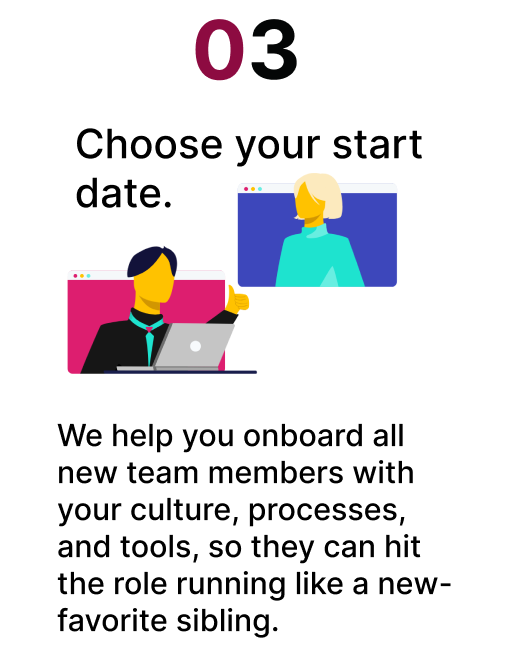 03
Choose your start
date.
We help you onboard all
new team members with
your culture, processes,
and tools, so they can hit
the role running like a new-
favorite sibling.